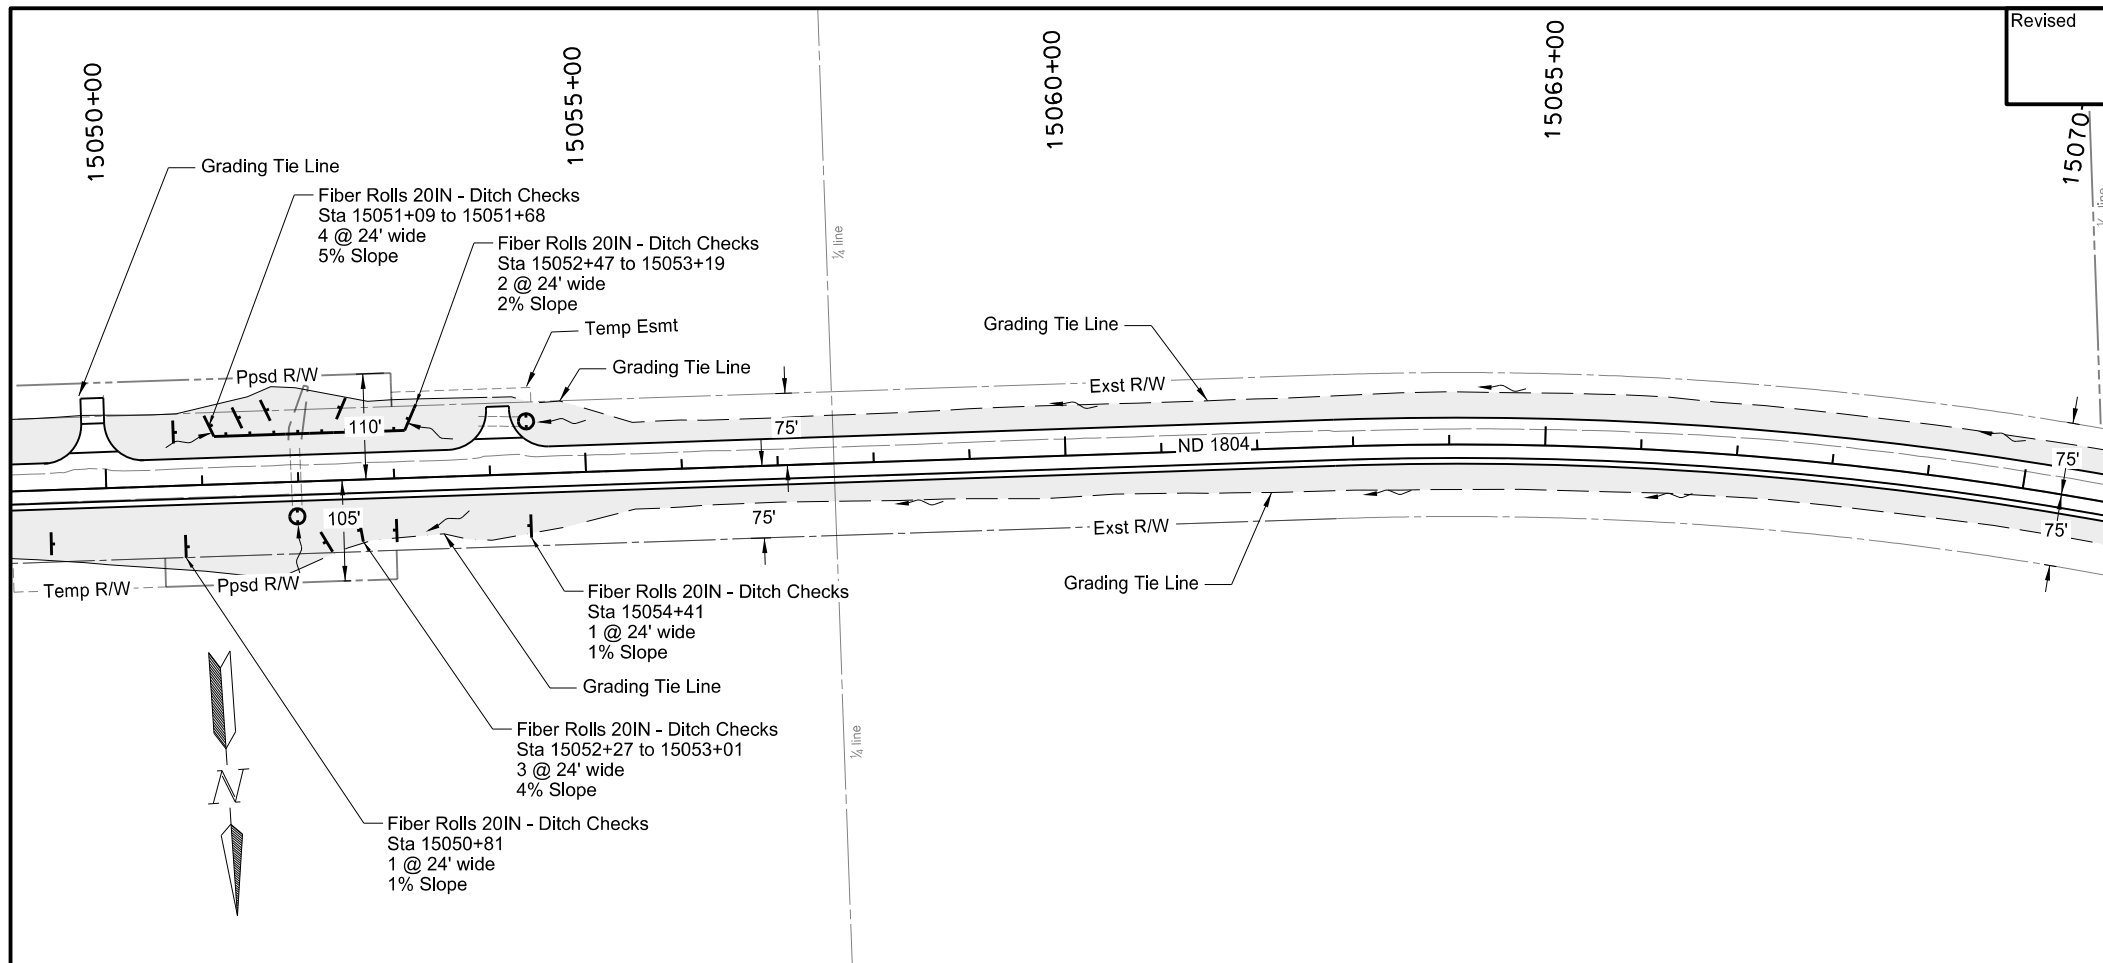 Revised
15050+00
15055+00
15060+00
15065+00
15070
Grading Tie Line
Fiber Rolls 20IN - Ditch Checks
Sta 15051+09 to 15051+68
4 @ 24' wide
5% Slope
Fiber Rolls 20IN - Ditch Checks
Sta 15052+47 to 15053+19
2 @ 24' wide
2% Slope
Temp Esmt
Grading Tie Line
Grading Tie Line
¼ line
¼ line
Ppsd R/W
Exst R/W
110'
75'
ND 1804
75'
105'
75'
75'
Exst R/W
Temp R/W
Ppsd R/W
Grading Tie Line
Fiber Rolls 20IN - Ditch Checks
Sta 15054+41
1 @ 24' wide
1% Slope
Grading Tie Line
Fiber Rolls 20IN - Ditch Checks
Sta 15052+27 to 15053+01
3 @ 24' wide
4% Slope
¼ line
N
Fiber Rolls 20IN - Ditch Checks
Sta 15050+81
1 @ 24' wide
1% Slope